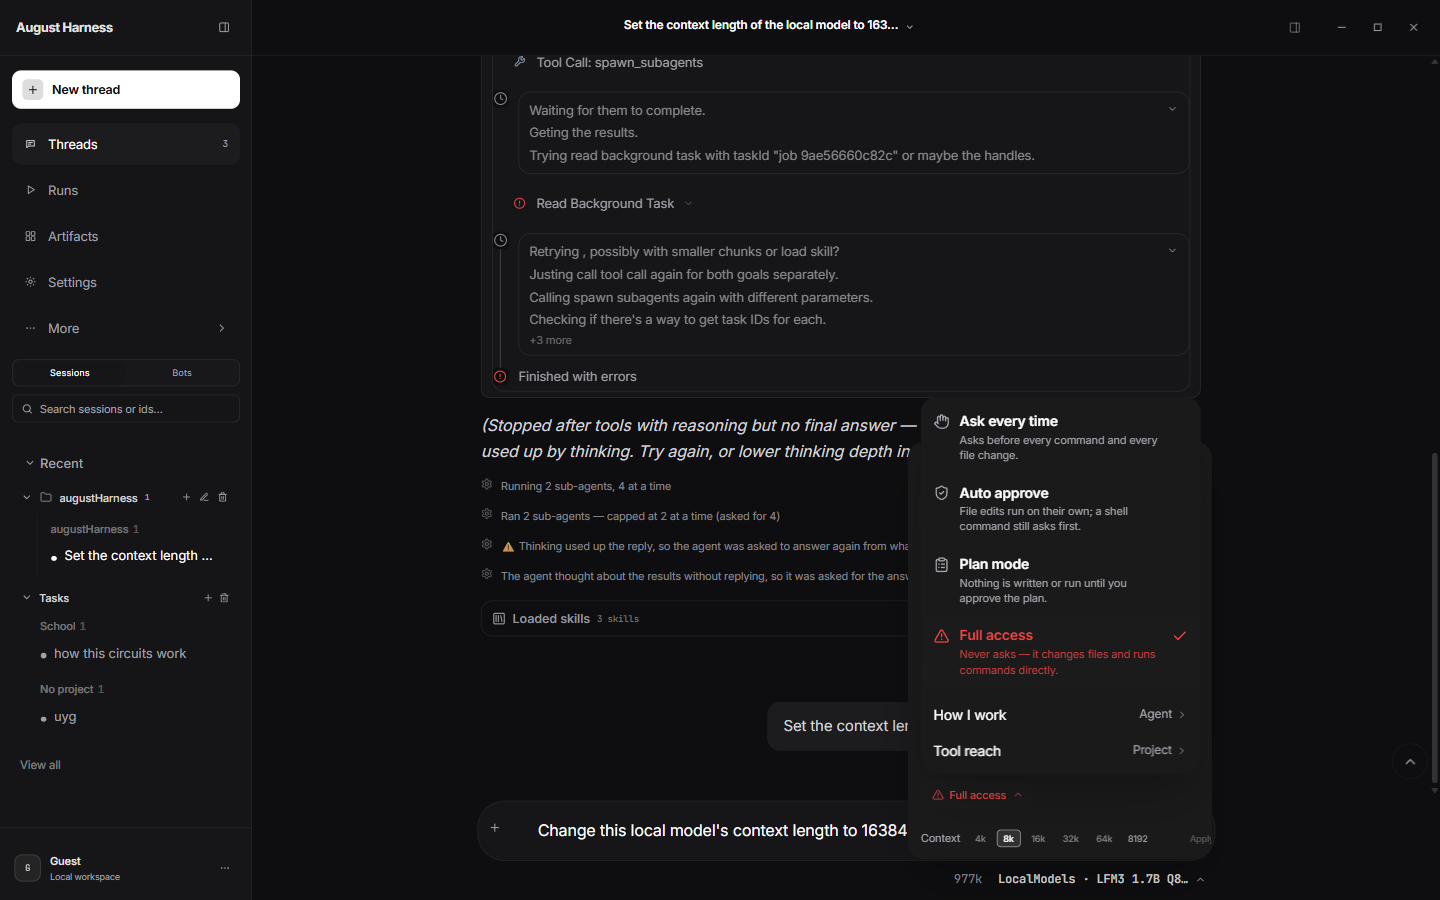 August Harness
Set the context length of the local model to 163...
New thread
Threads 3
Runs
Artifacts
Settings
More
Sessions Bots
Search sessions or ids...
Recent
augustHarness 1
augustHarness 1
Set the context length ...
Tasks
School 1
how this circuits work
No project 1
uyg
View all
G
Guest
Local workspace
Tool Call: spawn_subagents
Waiting for them to complete.
Geting the results.
Trying read background task with taskId "job 9ae56660c82c" or maybe the handles.
Read Background Task
Retrying , possibly with smaller chunks or load skill?
Justing call tool call again for both goals separately.
Calling spawn subagents again with different parameters.
Checking if there's a way to get task IDs for each.
+3 more
Finished with errors
(Stopped after tools with reasoning but no final answer —
used up by thinking. Try again, or lower thinking depth in
Running 2 sub-agents, 4 at a time
Ran 2 sub-agents — capped at 2 at a time (asked for 4)
Thinking used up the reply, so the agent was asked to answer again from wha
The agent thought about the results without replying, so it was asked for the answ
Loaded skills 3 skills
Set the context ler
Change this local model's context length to 16384
Ask every time
Asks before every command and every
file change.
Auto approve
File edits run on their own; a shell
command still asks first.
Plan mode
Nothing is written or run until you
approve the plan.
Full access
Never asks — it changes files and runs
commands directly.
How I work Agent
Tool reach Project
Full access
Context 4k 8k 16k 32k 64k 8192 Apply
977k LocalModels · LFM3 1.7B Q8…